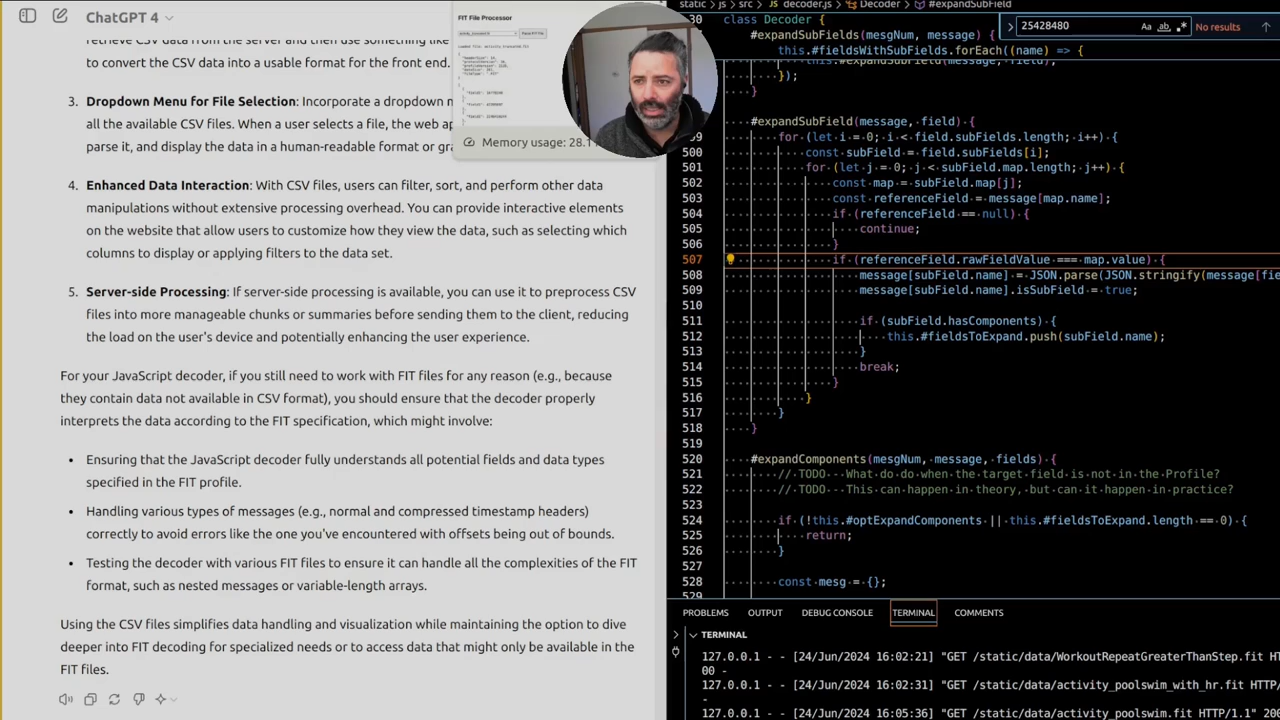 ChatGPT 4
to convert the CSV data into a usable format for the front end.
3. Dropdown Menu for File Selection: Incorporate a dropdown m
all the available CSV files. When a user selects a file, the web ap
parse it, and display the data in a human-readable format or gra
4. Enhanced Data Interaction: With CSV files, users can filter, sort, and perform other data
manipulations without extensive processing overhead. You can provide interactive elements
on the website that allow users to customize how they view the data, such as selecting which
columns to display or applying filters to the data set.
5. Server-side Processing: If server-side processing is available, you can use it to preprocess CSV
files into more manageable chunks or summaries before sending them to the client, reducing
the load on the user's device and potentially enhancing the user experience.
For your JavaScript decoder, if you still need to work with FIT files for any reason (e.g., because
they contain data not available in CSV format), you should ensure that the decoder properly
interprets the data according to the FIT specification, which might involve:
• Ensuring that the JavaScript decoder fully understands all potential fields and data types
specified in the FIT profile.
• Handling various types of messages (e.g., normal and compressed timestamp headers)
correctly to avoid errors like the one you've encountered with offsets being out of bounds.
• Testing the decoder with various FIT files to ensure it can handle all the complexities of the FIT
format, such as nested messages or variable-length arrays.
Using the CSV files simplifies data handling and visualization while maintaining the option to dive
deeper into FIT decoding for specialized needs or to access data that might only be available in the
FIT files.
FIT File Processor
Memory usage: 28.1
static > js > src > decoder.js > Decoder > #expandSubField
25428480
Aa ab .* No results
30 class Decoder {
#expandSubFields(mesgNum, message) {
this.#fieldsWithSubFields.forEach((name) => {
this.#expandSubField(message, field);
});
}
#expandSubField(message, field) {
99 for (let i = 0; i < field.subFields.length; i++) {
500 const subField = field.subFields[i];
501 for (let j = 0; j < subField.map.length; j++) {
502 const map = subField.map[j];
503 const referenceField = message[map.name];
504 if (referenceField == null) {
505 continue;
506 }
507 if (referenceField.rawFieldValue === map.value) {
508 message[subField.name] = JSON.parse(JSON.stringify(message[fie
509 message[subField.name].isSubField = true;
510
511 if (subField.hasComponents) {
512 this.#fieldsToExpand.push(subField.name);
513 }
514 break;
515 }
516 }
517 }
518 }
519
520 #expandComponents(mesgNum, message, fields) {
521 // TODO - What do do when the target field is not in the Profile?
522 // TODO - This can happen in theory, but can it happen in practice?
523
524 if (!this.#optExpandComponents || this.#fieldsToExpand.length == 0) {
525 return;
526 }
527
528 const mesg = {};
529
PROBLEMS OUTPUT DEBUG CONSOLE TERMINAL COMMENTS
TERMINAL
127.0.0.1 - - [24/Jun/2024 16:02:21] "GET /static/data/WorkoutRepeatGreaterThanStep.fit HTTP/
00 -
127.0.0.1 - - [24/Jun/2024 16:02:31] "GET /static/data/activity_poolswim_with_hr.fit HTTP/1
-
127.0.0.1 - - [24/Jun/2024 16:05:36] "GET /static/data/activity_poolswim.fit HTTP/1.1" 200